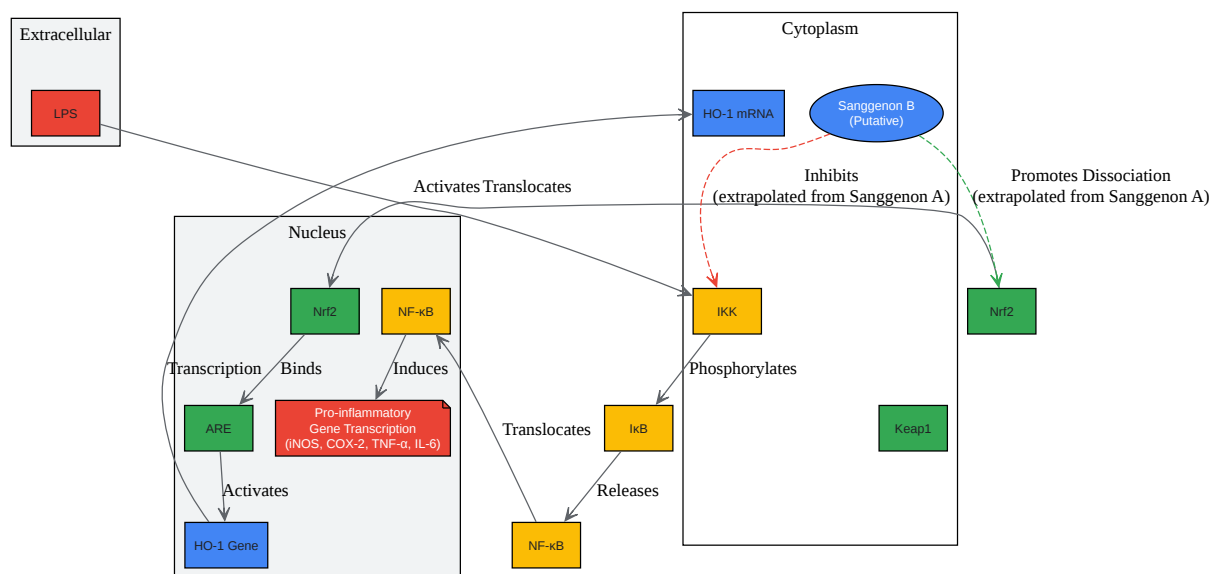 Extracellular
Cytoplasm
LPS
HO-1 mRNA
Sanggenon B
(Putative)
Activates
Translocates
Inhibits
(extrapolated from Sanggenon A)
Promotes Dissociation
(extrapolated from Sanggenon A)
Nucleus
Nrf2
NF-κB
IKK
Nrf2
Transcription
Binds
Induces
Phosphorylates
ARE
Pro-inflammatory
Gene Transcription
(iNOS, COX-2, TNF-α, IL-6)
Translocates
IκB
Keap1
Activates
Releases
HO-1 Gene
NF-κB